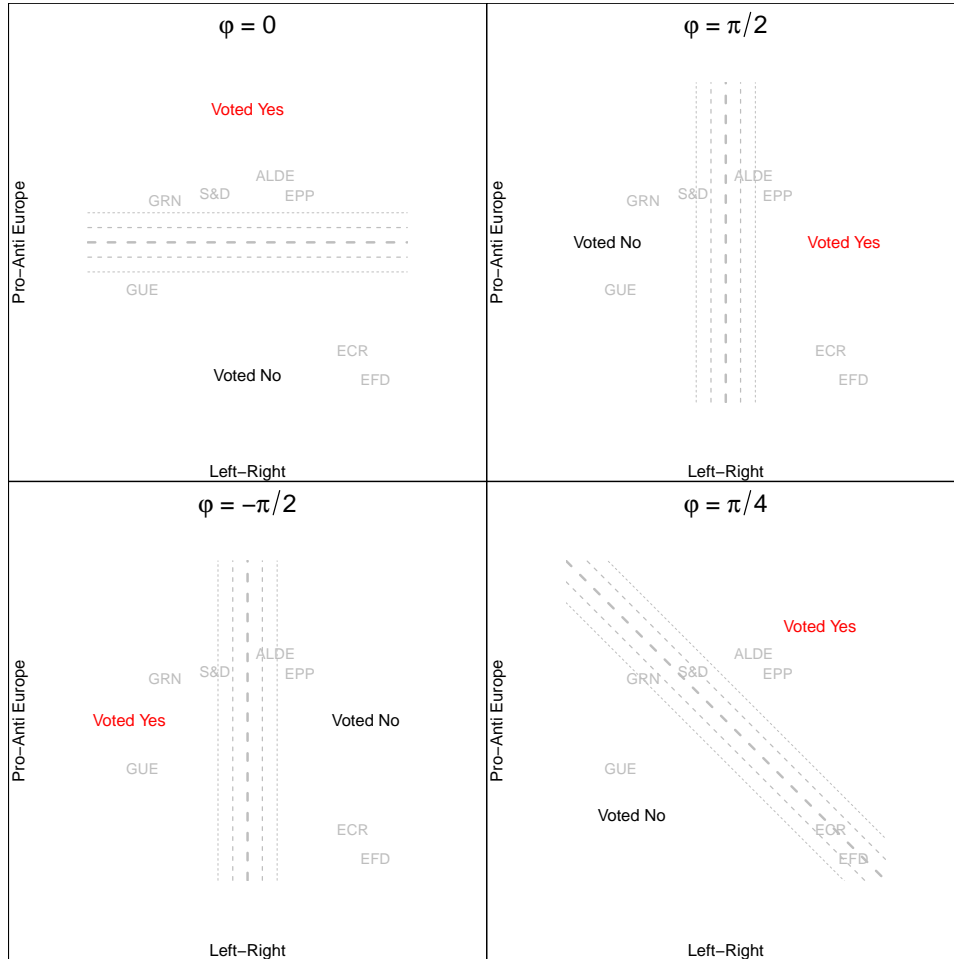 φ = 0
Voted Yes
ALDE
S&D
EPP
GRN
GUE
ECR
EFD
Voted No
Left−Right
Pro−Anti Europe
φ = π/2
ALDE
S&D
EPP
GRN
Voted No
Voted Yes
GUE
ECR
EFD
Left−Right
Pro−Anti Europe
φ = −π/2
ALDE
S&D
EPP
GRN
Voted Yes
Voted No
GUE
ECR
EFD
Left−Right
Pro−Anti Europe
φ = π/4
Voted Yes
ALDE
S&D
EPP
GRN
GUE
Voted No
ECR
EFD
Left−Right
Pro−Anti Europe